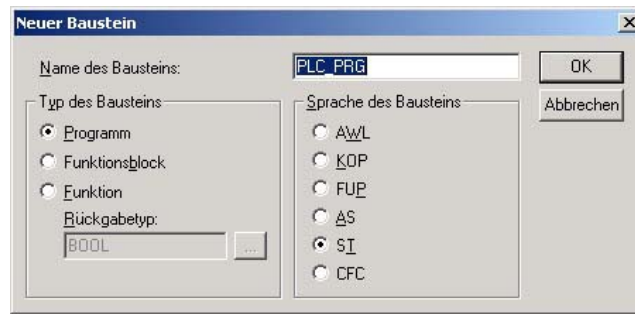 Neuer Baustein
Name des Bausteins:
PLC_PRG
OK
Abbrechen
Typ des Bausteins
Programm
Funktionsblock
Funktion
Rückgabetyp:
BOOL
...
Sprache des Bausteins
AWL
KOP
FUP
AS
ST
CFC